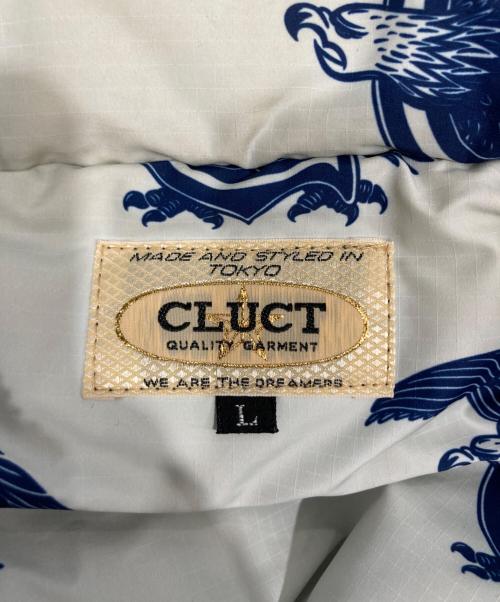 MADE AND STYLED IN
TOKYO
CLUCT
QUALITY GARMENT
WE ARE THE DREAMERS
L